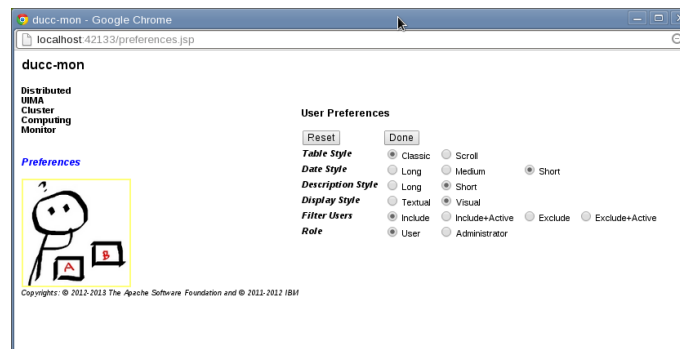 ducc-mon - Google Chrome
localhost:42133/preferences.jsp
ducc-mon
Distributed
UIMA
Cluster
Computing
Monitor
Preferences
A
B
Copyrights: © 2012-2013 The Apache Software Foundation and © 2011-2012 IBM
User Preferences
Reset Done
Table Style Classic Scroll
Date Style Long Medium Short
Description Style Long Short
Display Style Textual Visual
Filter Users Include Include+Active Exclude Exclude+Active
Role User Administrator